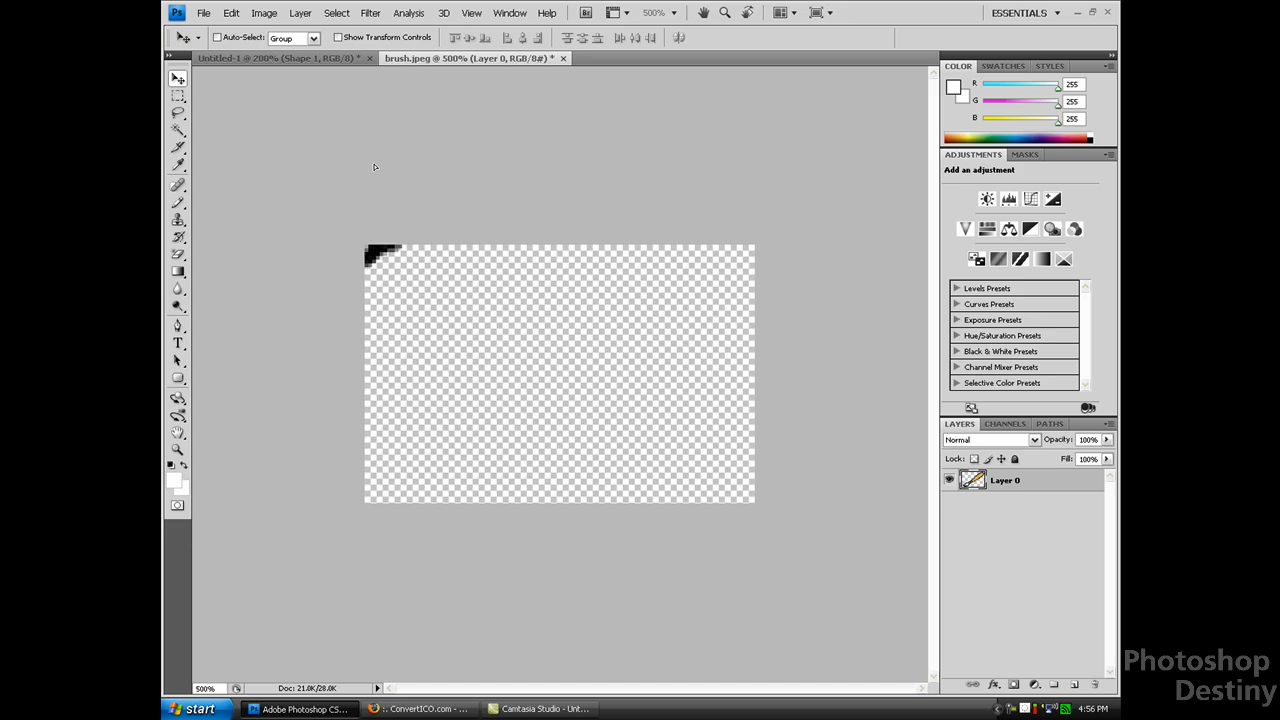 Ps File Edit Image Layer Select Filter Analysis 3D View Window Help Br 500% ESSENTIALS
Auto-Select: Group Show Transform Controls
Untitled-1 @ 200% (Shape 1, RGB/8) * brush.jpeg @ 500% (Layer 0, RGB/8#) *
COLOR SWATCHES STYLES
R 255
G 255
B 255
ADJUSTMENTS MASKS
Add an adjustment
Levels Presets
Curves Presets
Exposure Presets
Hue/Saturation Presets
Black & White Presets
Channel Mixer Presets
Selective Color Presets
LAYERS CHANNELS PATHS
Normal Opacity: 100%
Lock: Fill: 100%
Layer 0
T
500% Doc: 21.0K/28.0K
start Ps Adobe Photoshop CS... :. ConvertICO.com - ... Camtasia Studio - Unt... 4:56 PM
Photoshop
Destiny